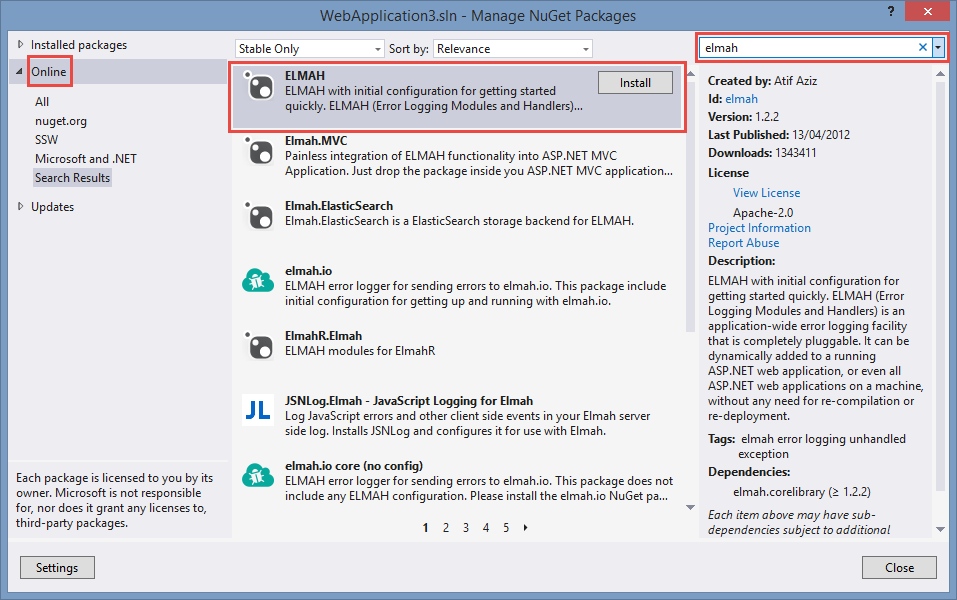 WebApplication3.sln - Manage NuGet Packages
?
Installed packages
Online
All
nuget.org
SSW
Microsoft and .NET
Search Results
Updates
Each package is licensed to you by its
owner. Microsoft is not responsible
for, nor does it grant any licenses to,
third-party packages.
Stable Only
Sort by: Relevance
ELMAH
ELMAH with initial configuration for getting started
quickly. ELMAH (Error Logging Modules and Handlers)...
Install
Elmah.MVC
Painless integration of ELMAH functionality into ASP.NET MVC
Application. Just drop the package inside you ASP.NET MVC application...
Elmah.ElasticSearch
Elmah.ElasticSearch is a ElasticSearch storage backend for ELMAH.
elmah.io
ELMAH error logger for sending errors to elmah.io. This package include
initial configuration for getting up and running with elmah.io.
ElmahR.Elmah
ELMAH modules for ElmahR
JL
JSNLog.Elmah - JavaScript Logging for Elmah
Log JavaScript errors and other client side events in your Elmah server
side log. Installs JSNLog and configures it for use with Elmah.
elmah.io core (no config)
ELMAH error logger for sending errors to elmah.io. This package does not
include any ELMAH configuration. Please install the elmah.io NuGet pa...
1 2 3 4 5
elmah
Created by: Atif Aziz
Id: elmah
Version: 1.2.2
Last Published: 13/04/2012
Downloads: 1343411
License
View License
Apache-2.0
Project Information
Report Abuse
Description:
ELMAH with initial configuration for
getting started quickly. ELMAH (Error
Logging Modules and Handlers) is an
application-wide error logging facility
that is completely pluggable. It can be
dynamically added to a running
ASP.NET web application, or even all
ASP.NET web applications on a machine,
without any need for re-compilation or
re-deployment.
Tags: elmah error logging unhandled
exception
Dependencies:
elmah.corelibrary (≥ 1.2.2)
Each item above may have sub-
dependencies subject to additional
Settings
Close